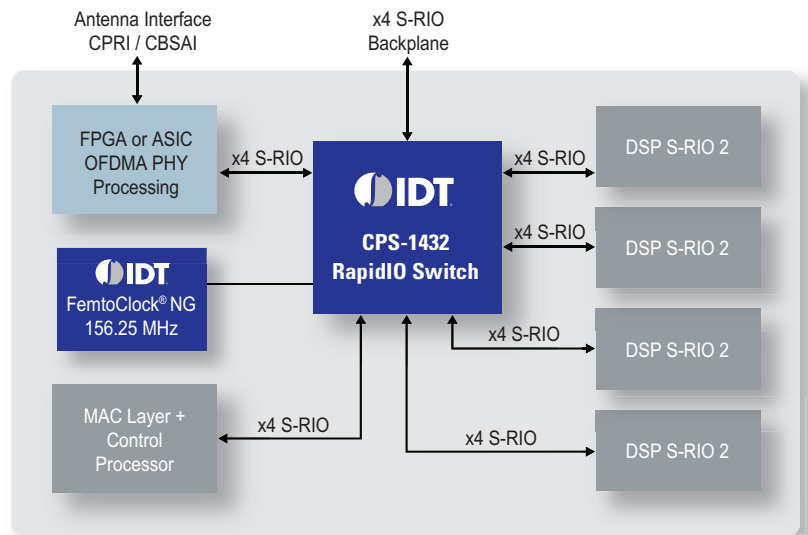 Antenna Interface
CPRI / CBSAI
x4 S-RIO
Backplane
FPGA or ASIC
OFDMA PHY
Processing
x4 S-RIO
IDT
CPS-1432
RapidIO Switch
x4 S-RIO
DSP S-RIO 2
x4 S-RIO
DSP S-RIO 2
IDT
FemtoClock® NG
156.25 MHz
x4 S-RIO
DSP S-RIO 2
MAC Layer +
Control
Processor
x4 S-RIO
x4 S-RIO
DSP S-RIO 2